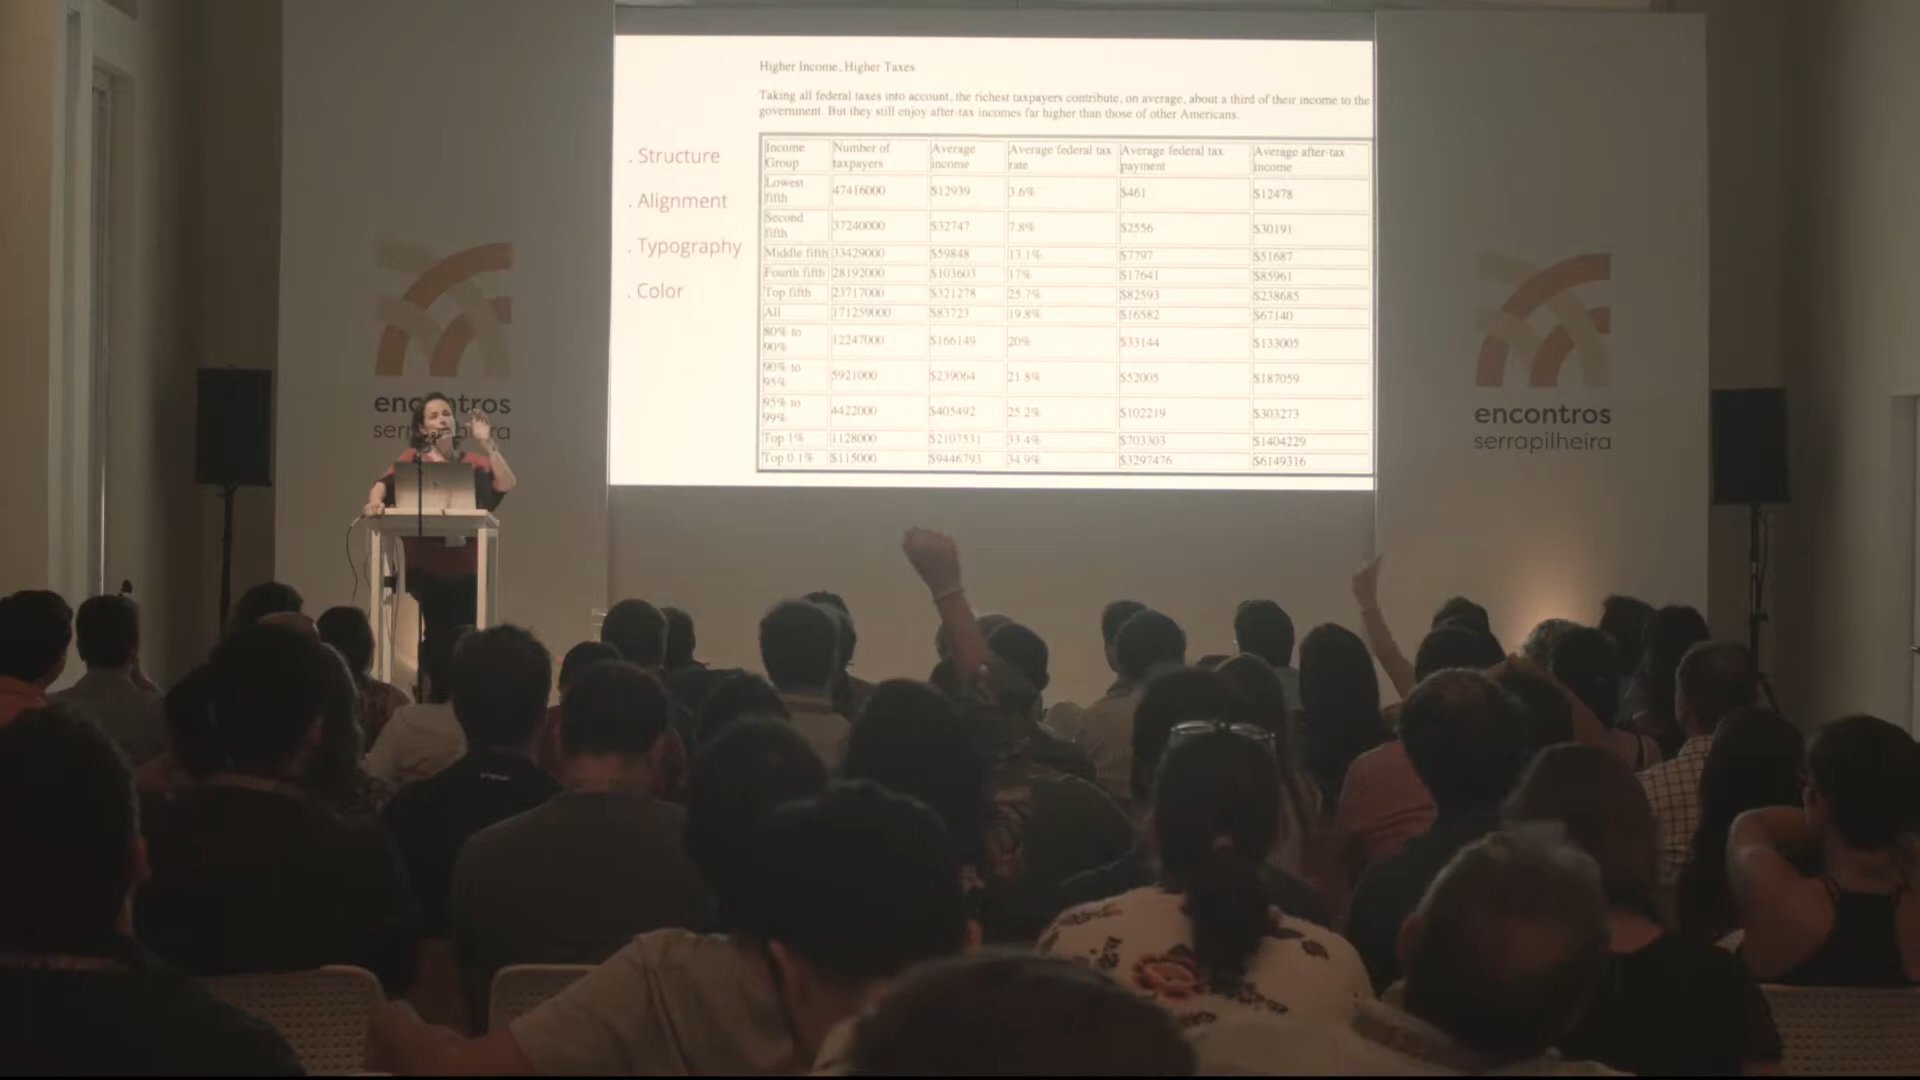 Higher Income, Higher Taxes
Taking all federal taxes into account, the richest taxpayers contribute, on average, about a third of their income to the
government. But they still enjoy after-tax incomes far higher than those of other Americans.
. Structure
. Alignment
. Typography
. Color
Income Group Number of taxpayers Average income Average federal tax rate Average federal tax payment Average after-tax income
Lowest fifth 47416000 $12939 3.6% $461 $12478
Second fifth 37240000 $32747 7.8% $2556 $30191
Middle fifth 33429000 $59848 13.1% $7797 $51687
Fourth fifth 28192000 $103603 17% $17641 $85961
Top fifth 23717000 $321278 25.7% $82593 $238685
All 171259000 $83723 19.8% $16582 $67140
80% to 90% 12247000 $166149 20% $33144 $133005
90% to 95% 5921000 $239064 21.8% $52005 $187059
95% to 99% 4422000 $405492 25.2% $102219 $303273
Top 1% 1128000 $2107531 33.4% $703303 $1404229
Top 0.1% $115000 $9446793 34.9% $3297476 $6149316
encontros
serrapilheira